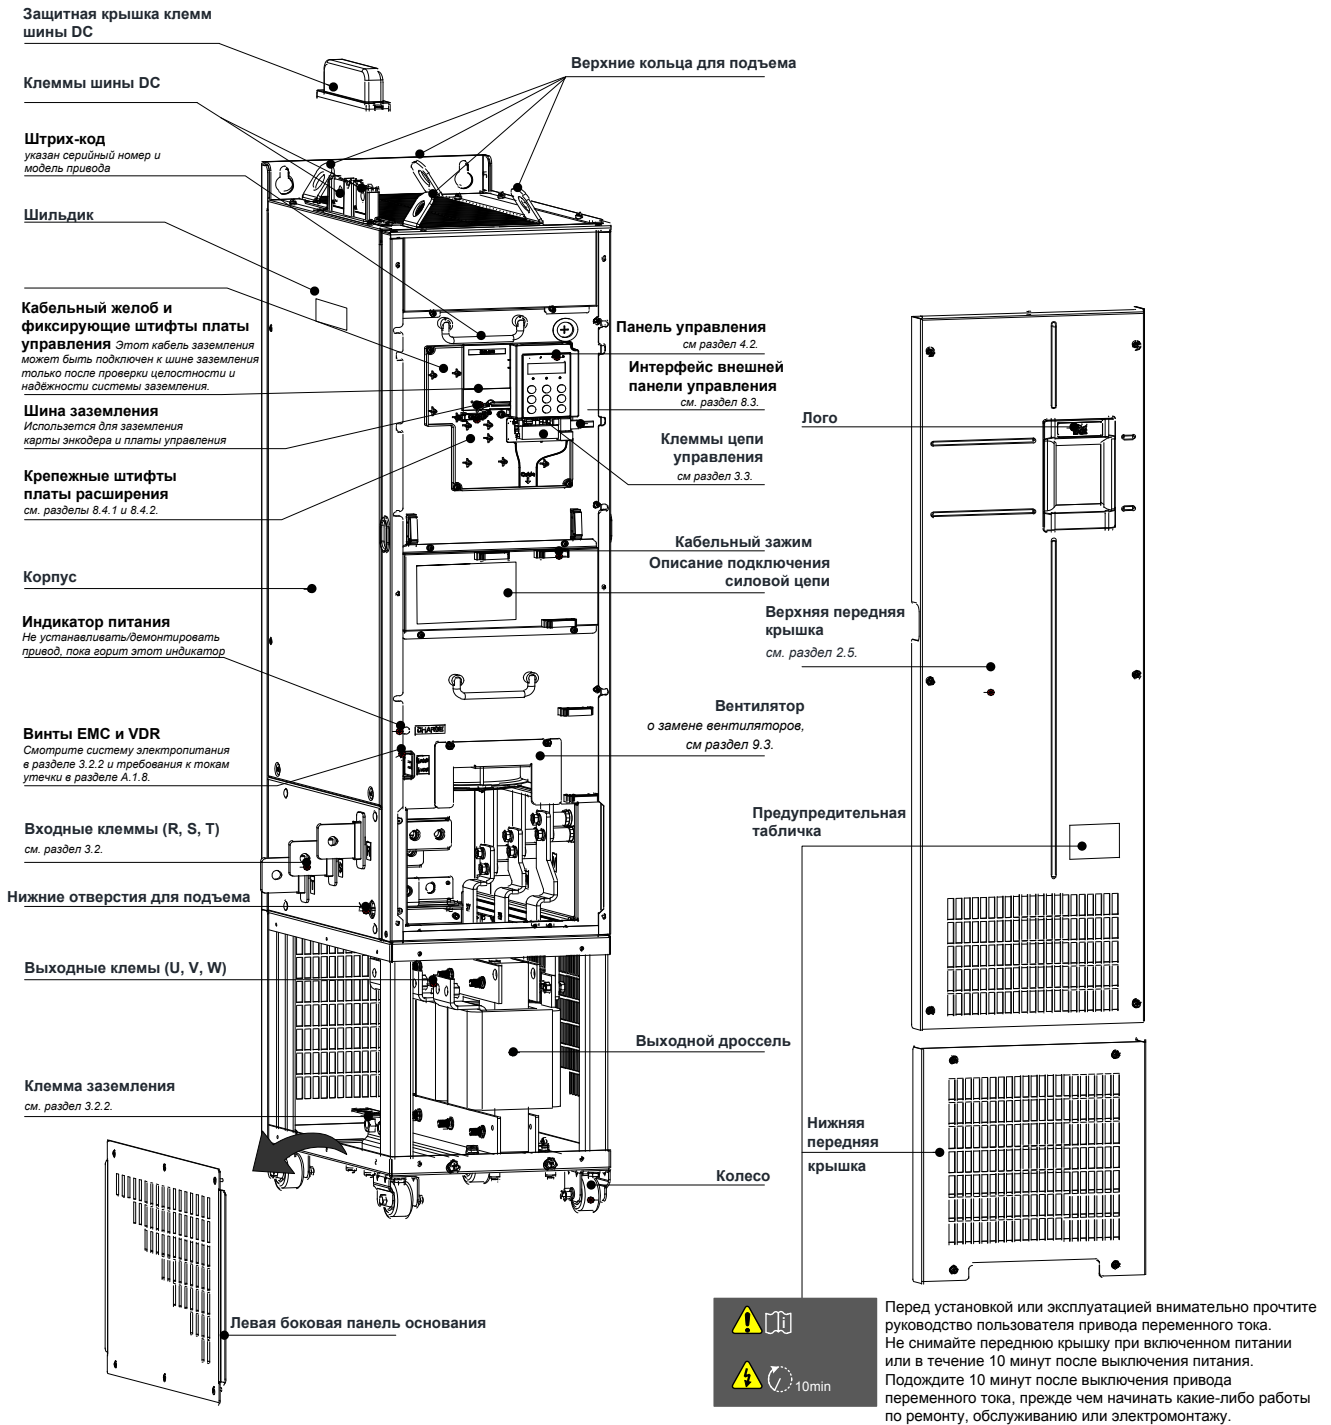 Защитная крышка клемм
шины DC
Клеммы шины DC
Верхние кольца для подъема
Штрих-код
указан серийный номер и
модель привода
Шильдик
Кабельный желоб и
фиксирующие штифты платы
управления Этот кабель заземления
может быть подключен к шине заземления
только после проверки целостности и
надёжности системы заземления.
Шина заземления
Использется для заземления
карты энкодера и платы управления
Крепежные штифты
платы расширения
см. разделы 8.4.1 и 8.4.2.
Корпус
Индикатор питания
Не устанавливать/демонтировать
привод, пока горит этот индикатор
Винты EMC и VDR
Смотрите систему электропитания
в разделе 3.2.2 и требования к токам
утечки в разделе A.1.8.
Входные клеммы (R, S, T)
см. раздел 3.2.
Нижние отверстия для подъема
Выходные клемы (U, V, W)
Клемма заземления
см. раздел 3.2.2.
Левая боковая панель основания
Панель управления
см раздел 4.2.
Интерфейс внешней
панели управления
см. раздел 8.3.
Клеммы цепи
управления
см раздел 3.3.
Кабельный зажим
Описание подключения
силовой цепи
CHARGE
Вентилятор
о замене вентиляторов,
см раздел 9.3.
Выходной дроссель
Колесо
Лого
Верхняя передняя
крышка
см. раздел 2.5.
Предупредительная
табличка
Нижняя
передняя
крышка
10min
Перед установкой или эксплуатацией внимательно прочтите
руководство пользователя привода переменного тока.
Не снимайте переднюю крышку при включенном питании
или в течение 10 минут после выключения питания.
Подождите 10 минут после выключения привода
переменного тока, прежде чем начинать какие-либо работы
по ремонту, обслуживанию или электромонтажу.